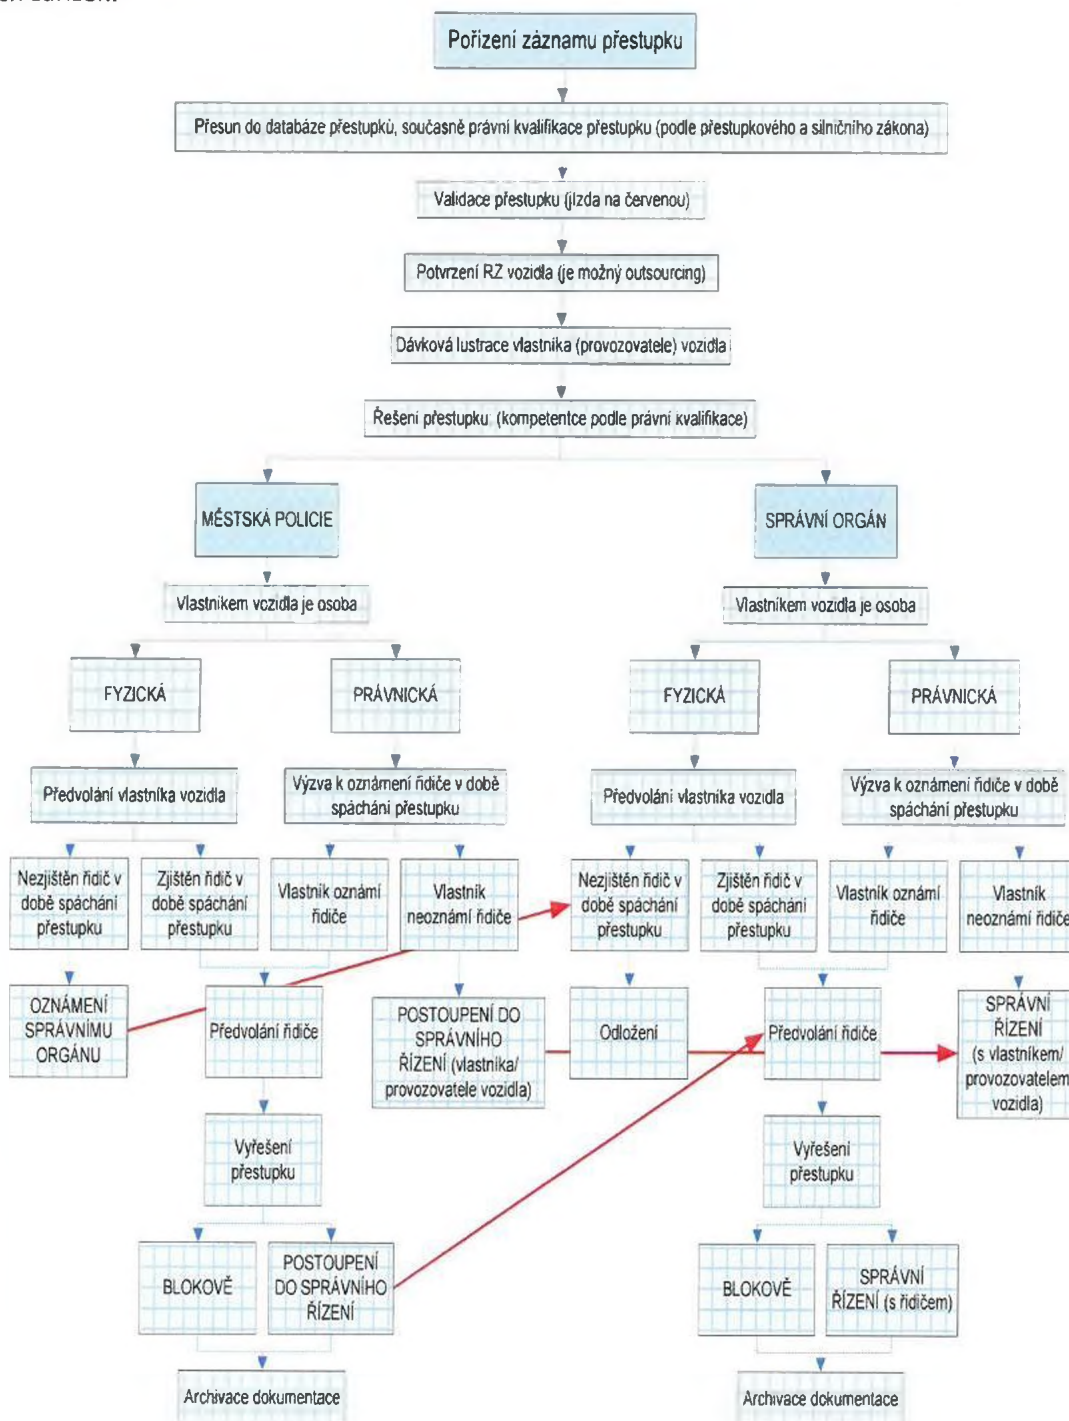 Pořízení záznamu přestupku
Přesun do databáze přestupků, současně právní kvalifikace přestupku (podle přestupkového a silničního zákona)
Validace přestupku (jízda na červenou)
Potvrzení RZ vozidla (je možný outsourcing)
Dávková lustrace vlastníka (provozovatele) vozidla
Řešení přestupku (kompetentce podle právní kvalifikace)
MĚSTSKÁ POLICIE
SPRÁVNÍ ORGÁN
Vlastníkem vozidla je osoba
Vlastníkem vozidla je osoba
FYZICKÁ
PRÁVNICKÁ
FYZICKÁ
PRÁVNICKÁ
Předvolání vlastníka vozidla
Výzva k oznámení řidiče v době
spáchání přestupku
Předvolání vlastníka vozidla
Výzva k oznámení řidiče v době
spáchání přestupku
Nezjištěn řidič v
době spáchání
přestupku
Zjištěn řidič v
době spáchání
přestupku
Vlastník oznámí
řidiče
Vlastník
neoznámí řidiče
Nezjištěn řidič v
době spáchání
přestupku
Zjištěn řidič v
době spáchání
přestupku
Vlastník oznámí
řidiče
Vlastník
neoznámí řidiče
OZNÁMENÍ
SPRÁVNÍMU
ORGÁNU
Předvolání řidiče
POSTOUPENÍ DO
SPRÁVNÍHO
ŘÍZENÍ (vlastníka/
provozovatele vozidla)
Odložení
Předvolání řidiče
SPRÁVNÍ
ŘÍZENÍ
(s vlastníkem/
provozovatelem
vozidla)
Vyřešení
přestupku
Vyřešení
přestupku
BLOKOVĚ
POSTOUPENÍ
DO SPRÁVNÍHO
ŘÍZENÍ
BLOKOVĚ
SPRÁVNÍ
ŘÍZENÍ (s řidičem)
Archivace dokumentace
Archivace dokumentace